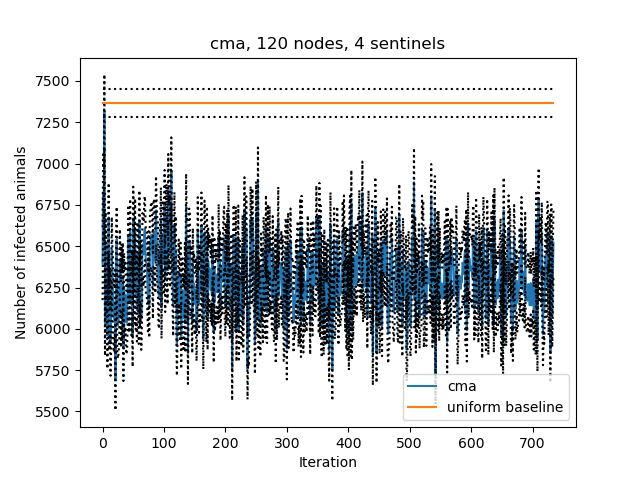 cma, 120 nodes, 4 sentinels
Number of infected animals
7500
7250
7000
6750
6500
6250
6000
5750
5500
cma
uniform baseline
0 100 200 300 400 500 600 700
Iteration